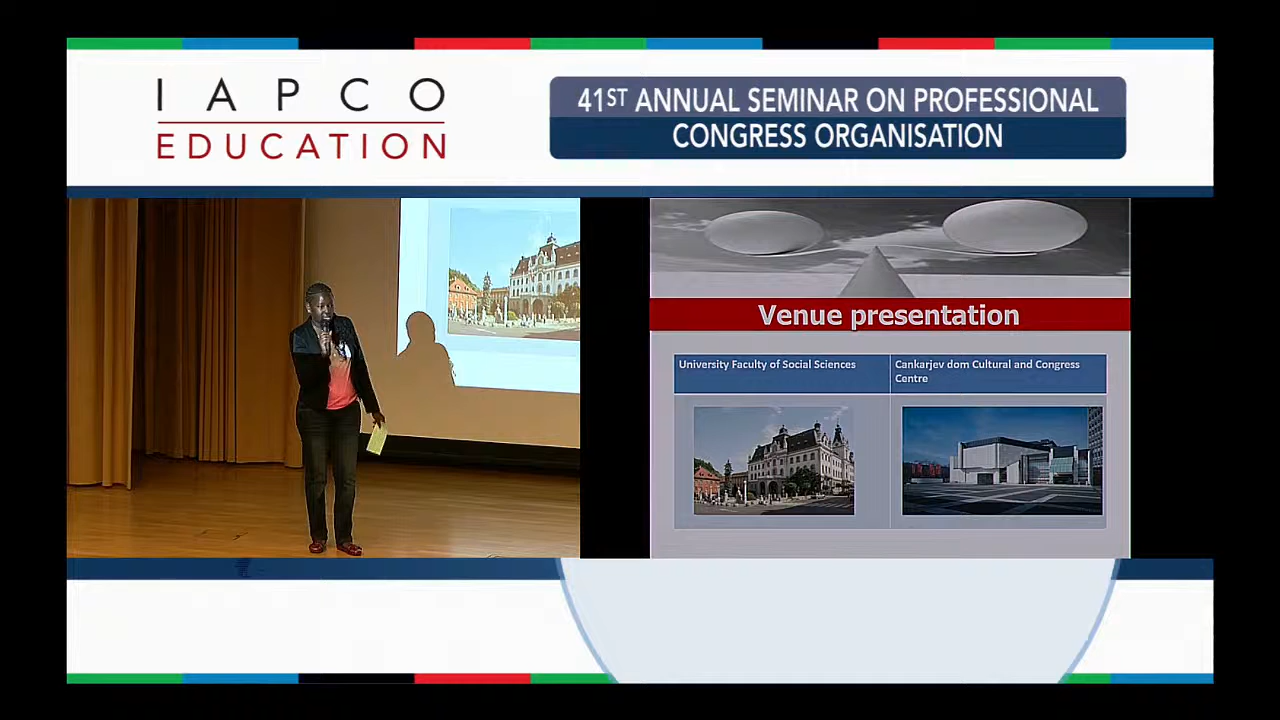 IAPCO
EDUCATION
41ST ANNUAL SEMINAR ON PROFESSIONAL
CONGRESS ORGANISATION
Venue presentation
University Faculty of Social Sciences
Cankarjev dom Cultural and Congress
Centre